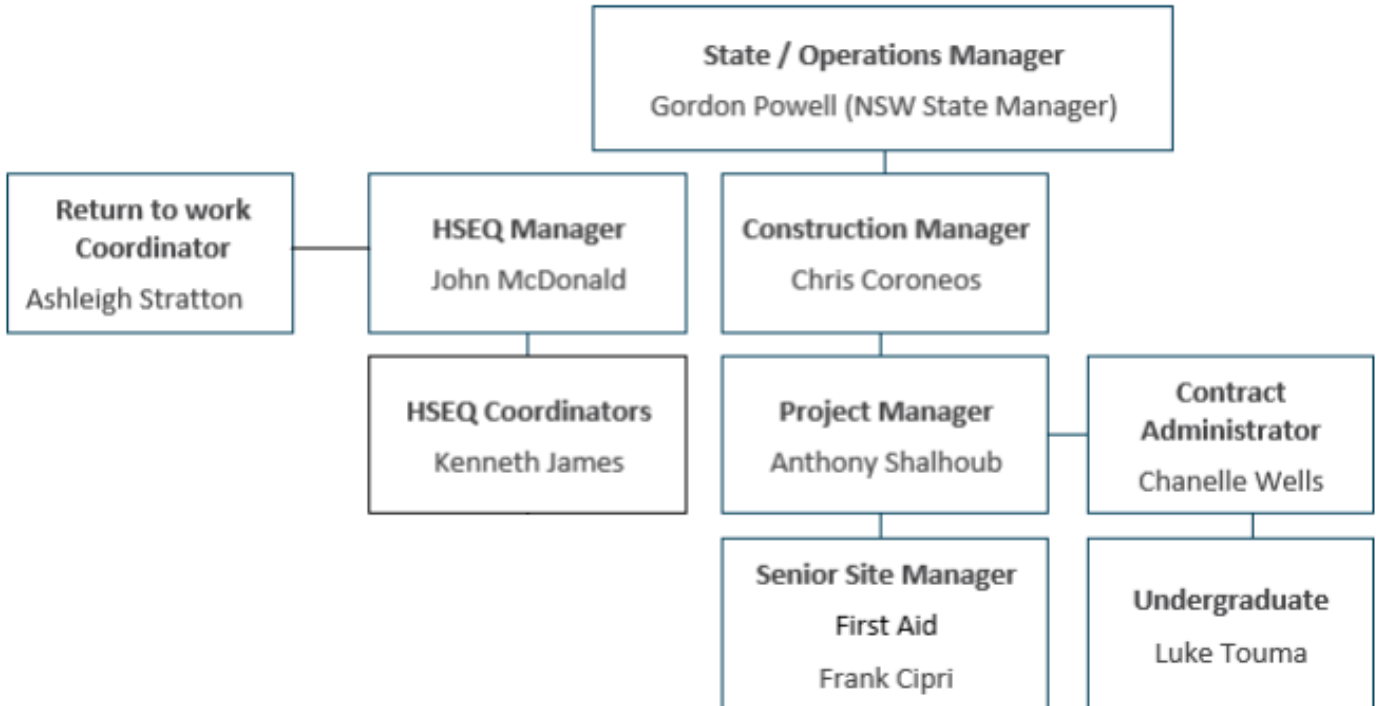 State / Operations Manager
Gordon Powell (NSW State Manager)
Return to work
Coordinator
Ashleigh Stratton
HSEQ Manager
John McDonald
Construction Manager
Chris Coroneos
HSEQ Coordinators
Kenneth James
Project Manager
Anthony Shalhoub
Contract
Administrator
Chanelle Wells
Senior Site Manager
First Aid
Frank Cipri
Undergraduate
Luke Touma